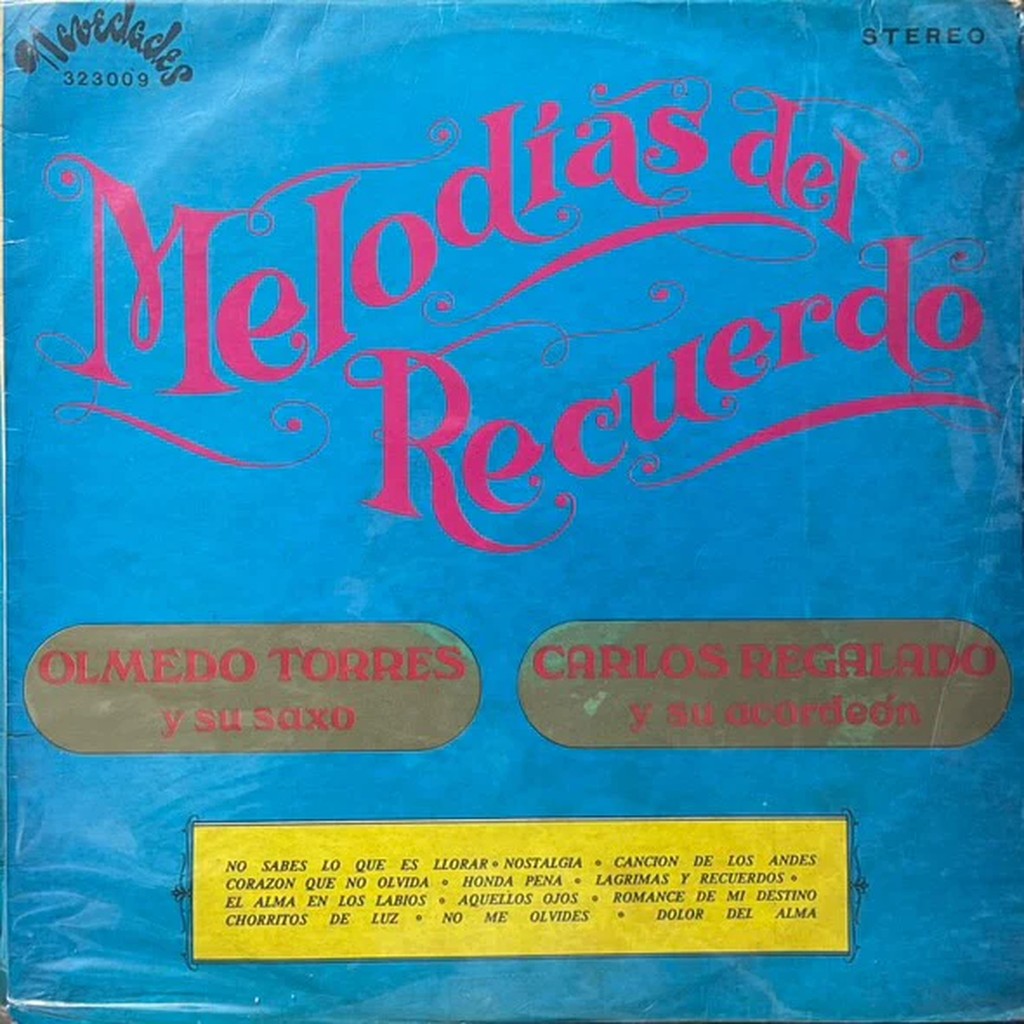 Novedades
323009
STEREO
Melodías del
Recuerdo
OLMEDO TORRES
y su saxo
CARLOS REGALADO
y su acordeón
NO SABES LO QUE ES LLORAR • NOSTALGIA • CANCION DE LOS ANDES
CORAZON QUE NO OLVIDA • HONDA PENA • LAGRIMAS Y RECUERDOS •
EL ALMA EN LOS LABIOS • AQUELLOS OJOS • ROMANCE DE MI DESTINO
CHORRITOS DE LUZ • NO ME OLVIDES • DOLOR DEL ALMA